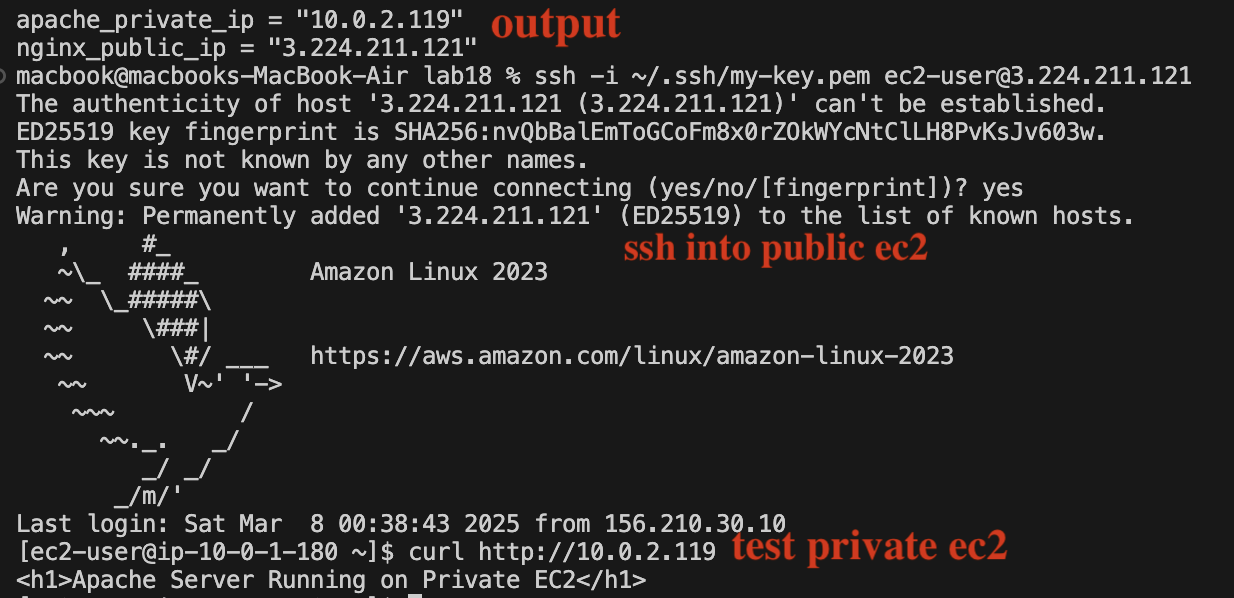 apache_private_ip = "10.0.2.119" output
nginx_public_ip = "3.224.211.121"
macbook@macbooks-MacBook-Air lab18 % ssh -i ~/.ssh/my-key.pem ec2-user@3.224.211.121
The authenticity of host '3.224.211.121 (3.224.211.121)' can't be established.
ED25519 key fingerprint is SHA256:nvQbBalEmToGCoFm8x0rZOkWYcNtClLH8PvKsJv603w.
This key is not known by any other names.
Are you sure you want to continue connecting (yes/no/[fingerprint])? yes
Warning: Permanently added '3.224.211.121' (ED25519) to the list of known hosts.
ssh into public ec2
   ,     #_
   ~\_  ####_        Amazon Linux 2023
  ~~  \_#####\
  ~~     \###|
  ~~       \#/ ___   https://aws.amazon.com/linux/amazon-linux-2023
   ~~       V~' '->
    ~~~         /
      ~~._.   _/
         _/ _/
       _/m/'
Last login: Sat Mar  8 00:38:43 2025 from 156.210.30.10
[ec2-user@ip-10-0-1-180 ~]$ curl http://10.0.2.119 test private ec2
<h1>Apache Server Running on Private EC2</h1>